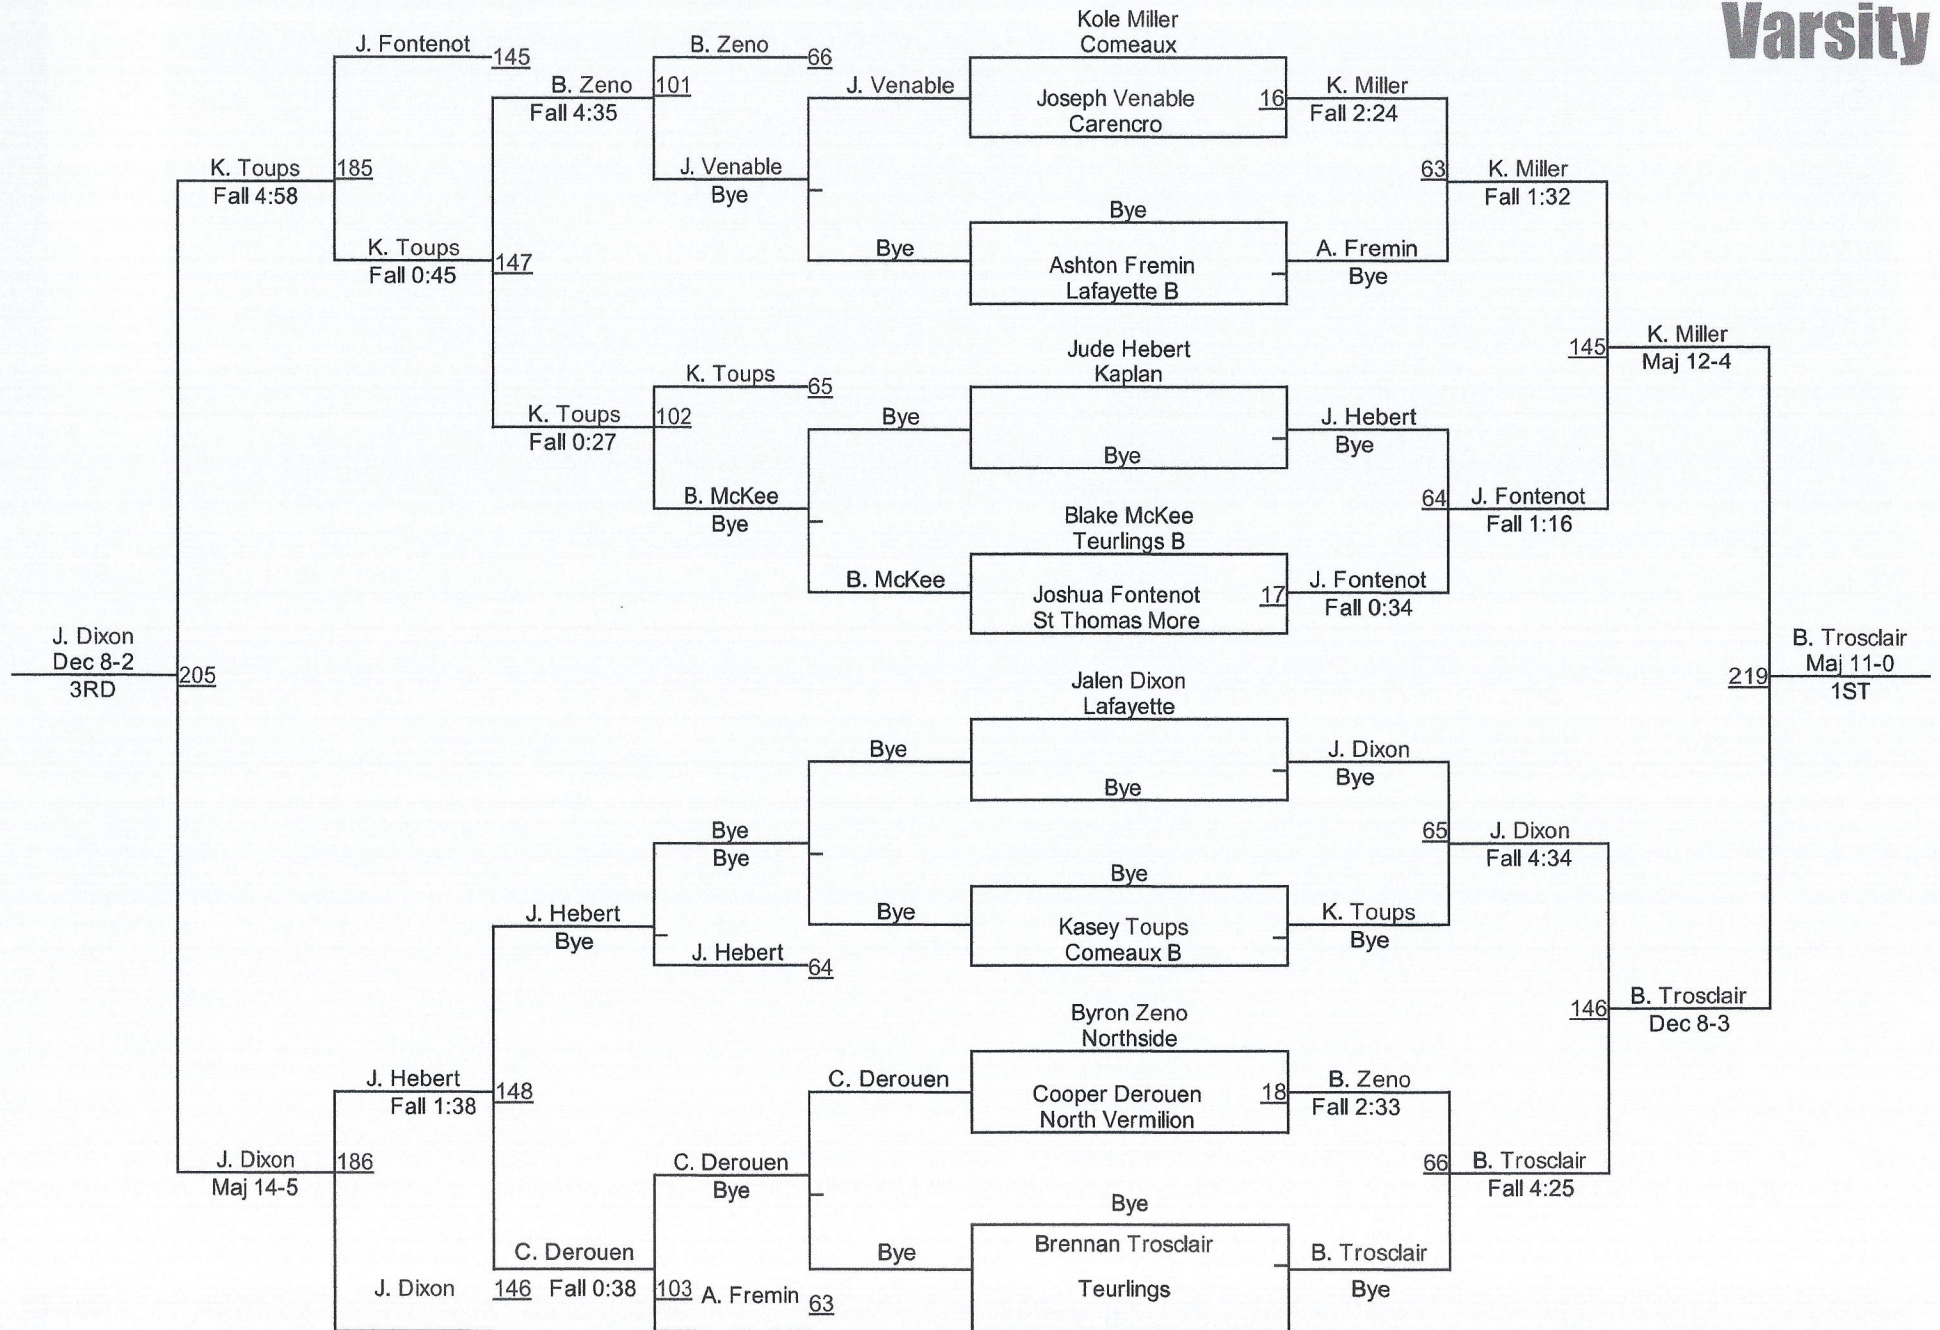 Varsity
Kole Miller
Comeaux
J. Fontenot
145
B. Zeno
66
B. Zeno
101
Fall 4:35
J. Venable
Joseph Venable
Carencro
16
K. Miller
Fall 2:24
K. Toups
185
Fall 4:58
J. Venable
Bye
63
K. Miller
Fall 1:32
Bye
K. Toups
Fall 0:45
147
Bye
Ashton Fremin
Lafayette B
A. Fremin
Bye
Jude Hebert
Kaplan
145
K. Miller
Maj 12-4
K. Toups
65
K. Toups
102
Fall 0:27
Bye
Bye
J. Hebert
Bye
B. McKee
Bye
64
J. Fontenot
Fall 1:16
Blake McKee
Teurlings B
B. McKee
Joshua Fontenot
St Thomas More
17
J. Fontenot
Fall 0:34
J. Dixon
Dec 8-2
3RD
205
219
B. Trosclair
Maj 11-0
1ST
Jalen Dixon
Lafayette
Bye
Bye
J. Dixon
Bye
Bye
Bye
65
J. Dixon
Fall 4:34
Bye
J. Hebert
Bye
Bye
Kasey Toups
Comeaux B
K. Toups
Bye
J. Hebert
64
146
B. Trosclair
Dec 8-3
Byron Zeno
Northside
J. Hebert
Fall 1:38
148
C. Derouen
Cooper Derouen
North Vermilion
18
B. Zeno
Fall 2:33
J. Dixon
186
Maj 14-5
C. Derouen
Bye
66
B. Trosclair
Fall 4:25
Bye
C. Derouen
Bye
Brennan Trosclair
Teurlings
B. Trosclair
Bye
J. Dixon
146
Fall 0:38
103
A. Fremin
63